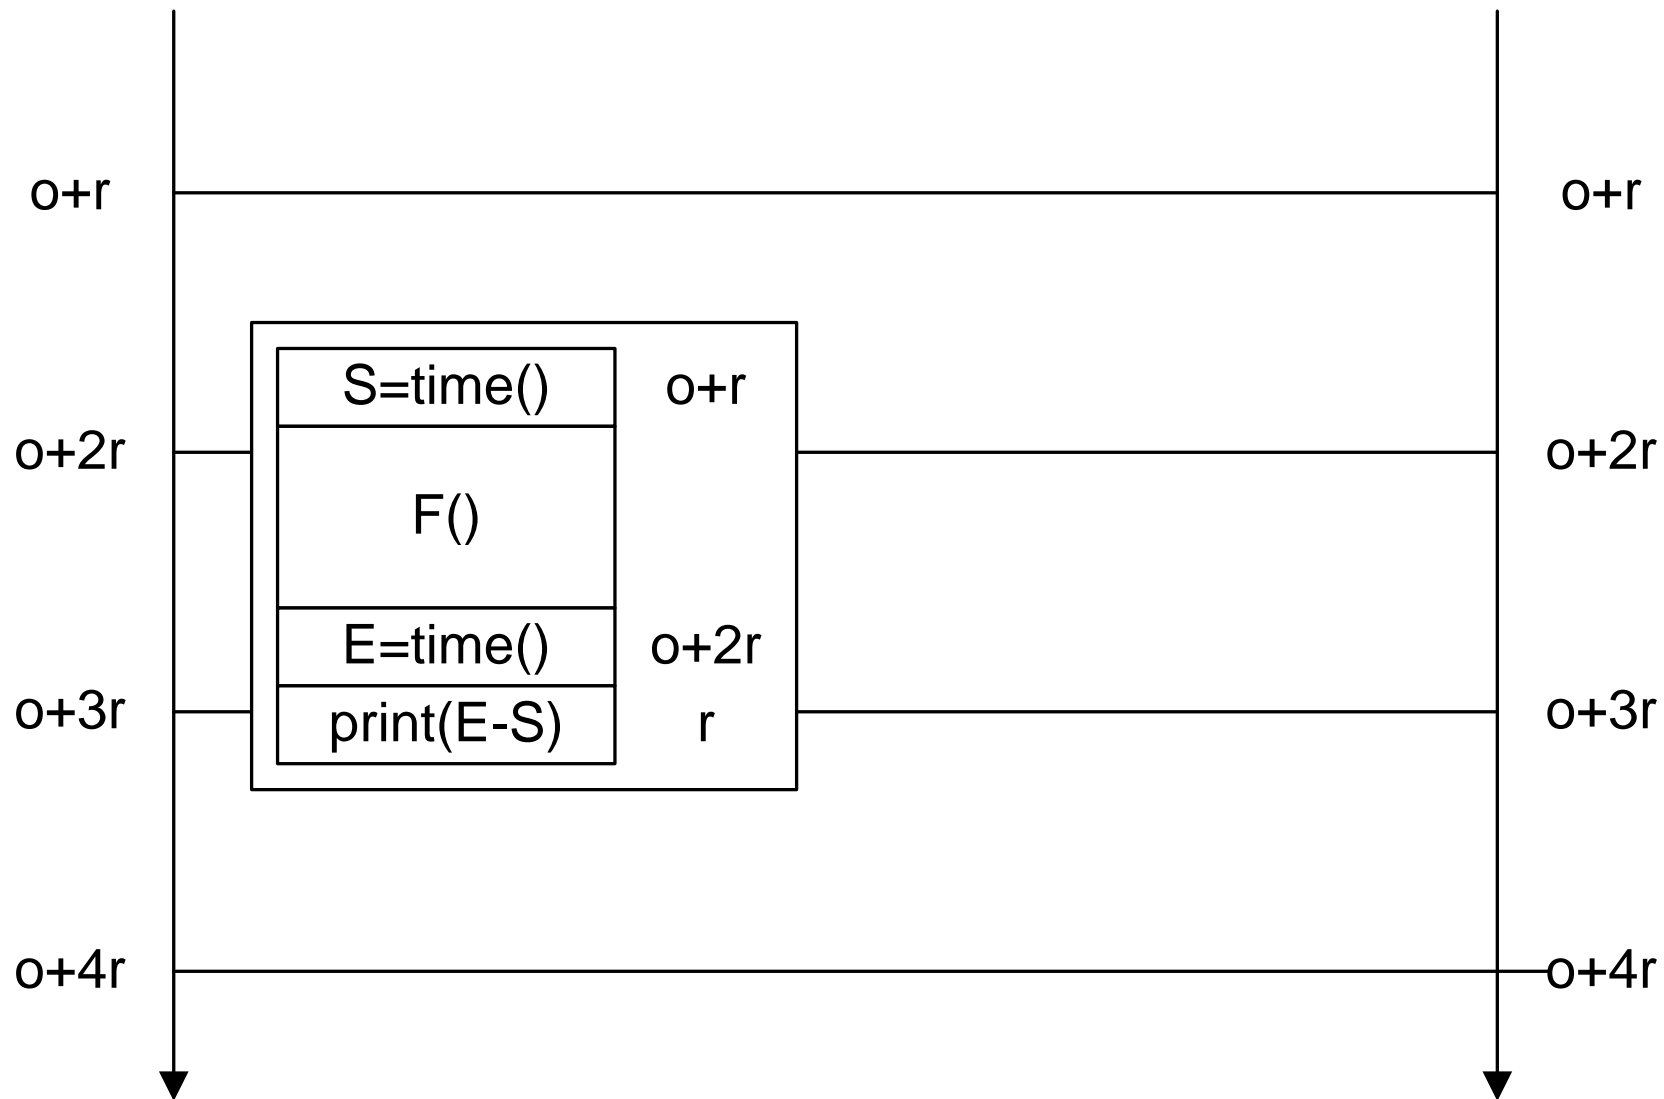 o+r o+r
S=time() o+r
o+2r o+2r
F()
E=time() o+2r
o+3r print(E-S) r o+3r
o+4r o+4r